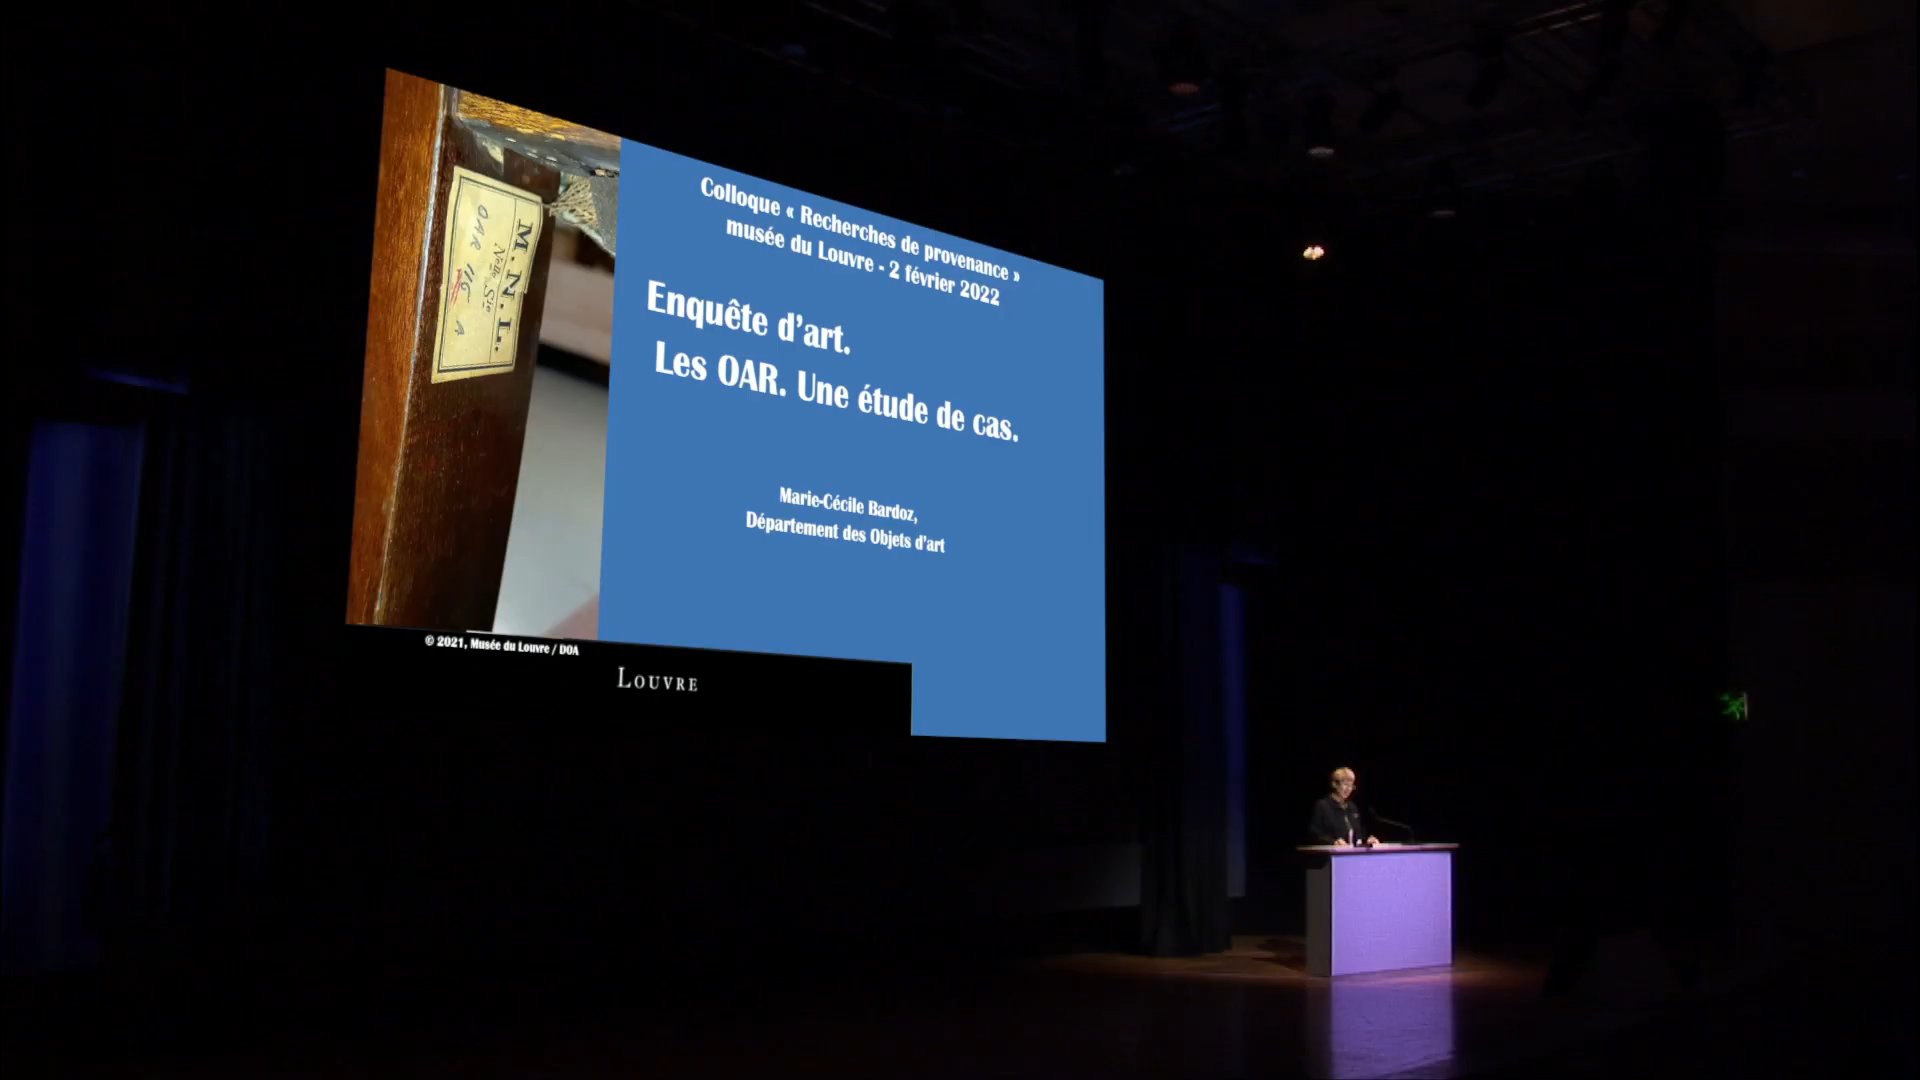 Colloque « Recherches de provenance »
musée du Louvre - 2 février 2022
Enquête d'art.
Les OAR. Une étude de cas.
Marie-Cécile Bardoz,
Département des Objets d'art
M. N. L.
Nelle Sie
OAR 116 A
© 2021, Musée du Louvre / DOA
LOUVRE